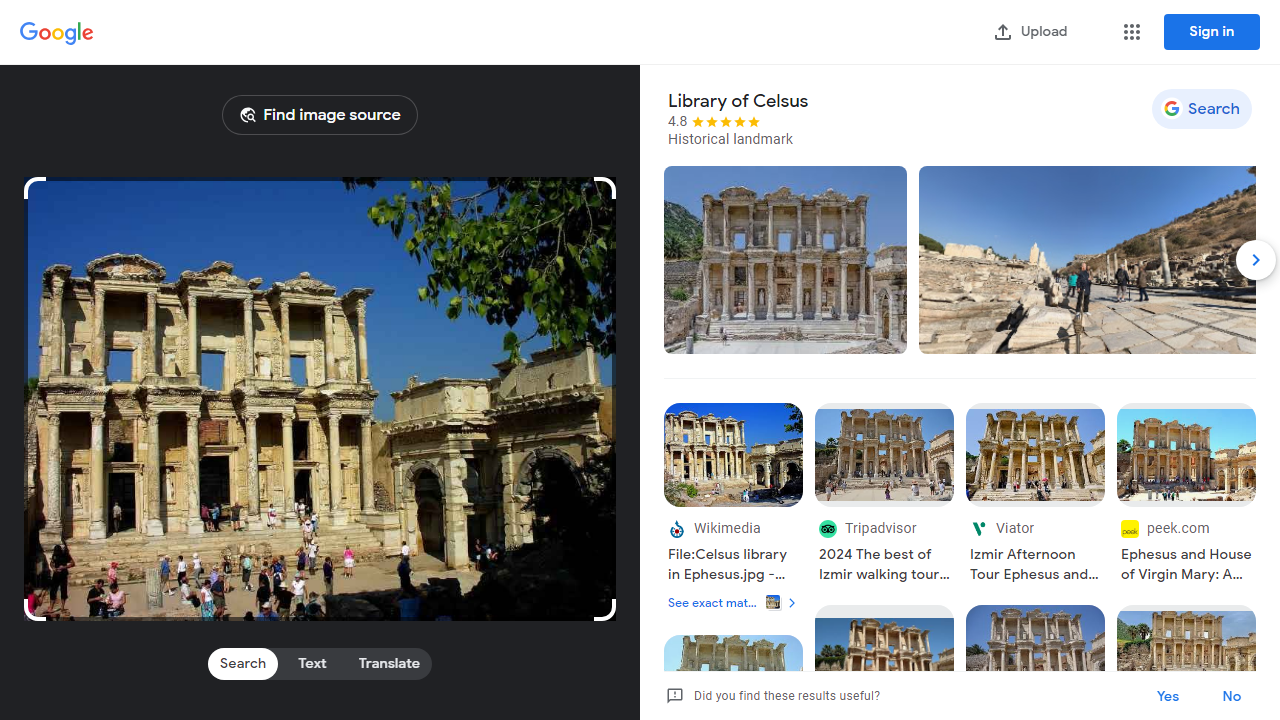 Google
Upload
Sign in
Find image source
Search
Text
Translate
Library of Celsus
4.8
Historical landmark
Search
Wikimedia
File:Celsus library
in Ephesus.jpg -...
See exact mat...
Tripadvisor
2024 The best of
Izmir walking tour...
Viator
Izmir Afternoon
Tour Ephesus and...
peek
peek.com
Ephesus and House
of Virgin Mary: A...
Did you find these results useful?
Yes
No